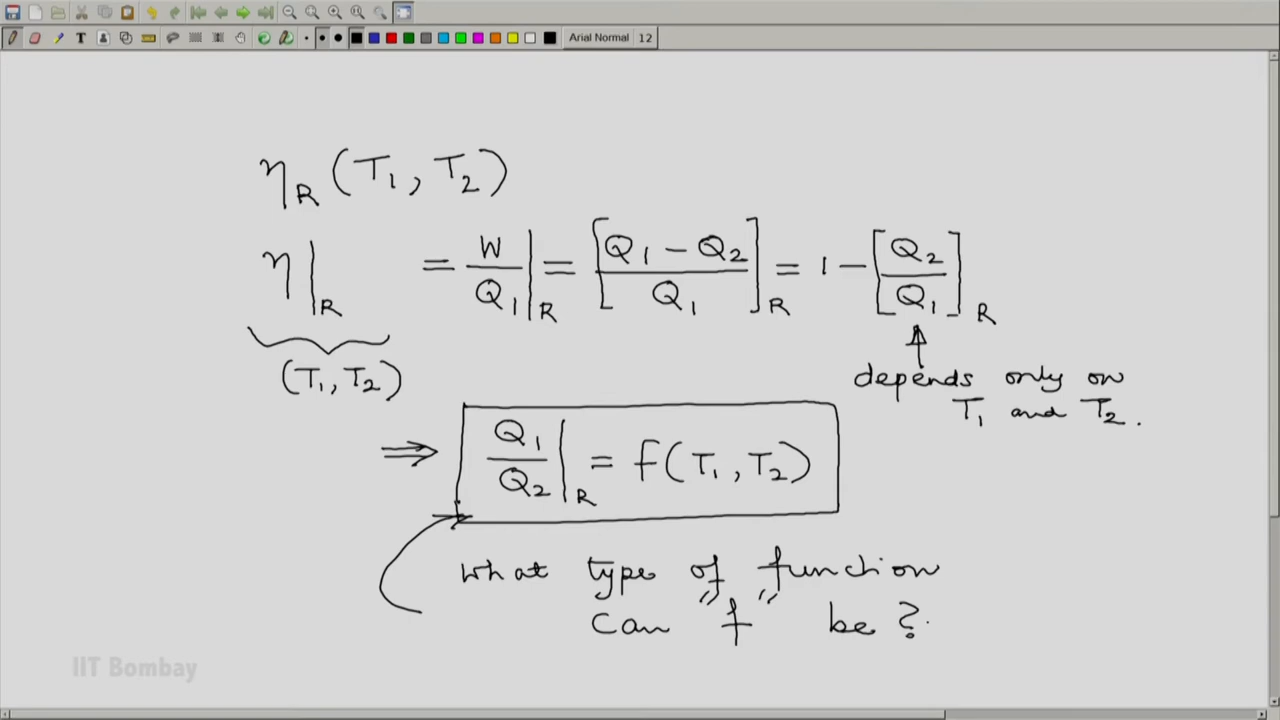 Arial Normal 12
η_R (T₁, T₂)
η|_R = W/Q₁|_R = [(Q₁ − Q₂)/Q₁]_R = 1 − [Q₂/Q₁]_R
(T₁, T₂)
depends only on
T₁ and T₂.
⇒ Q₁/Q₂|_R = f(T₁, T₂)
what type of function
can "f" be?
IIT Bombay